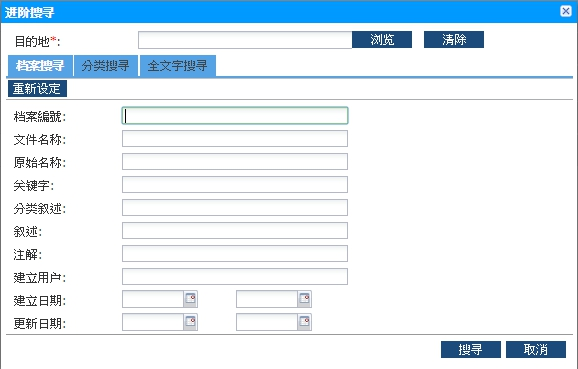 进阶搜寻
目的地*: 浏览 清除
档案搜寻 分类搜寻 全文字搜寻
重新设定
档案編號:
文件名称:
原始名称:
关键字:
分类叙述:
叙述:
注解:
建立用户:
建立日期:
更新日期:
搜寻 取消